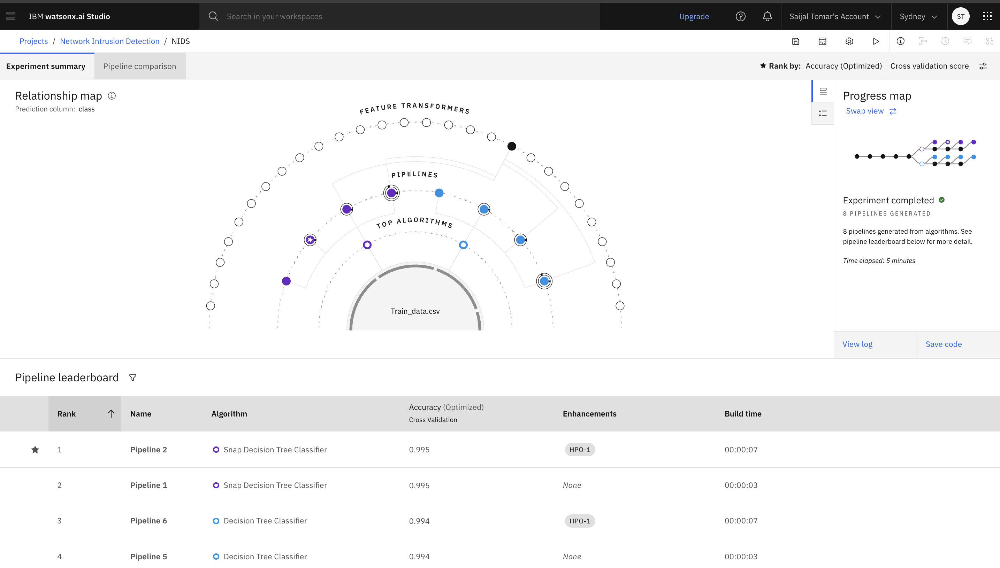 IBM watsonx.ai Studio
Search in your workspaces
Upgrade
Saijal Tomar's Account
Sydney
ST
Projects / Network Intrusion Detection / NIDS
Experiment summary
Pipeline comparison
Rank by: Accuracy (Optimized) | Cross validation score
Relationship map
Prediction column: class
FEATURE TRANSFORMERS
PIPELINES
TOP ALGORITHMS
Train_data.csv
Progress map
Swap view
Experiment completed
8 PIPELINES GENERATED
8 pipelines generated from algorithms. See
pipeline leaderboard below for more detail.
Time elapsed: 5 minutes
View log
Save code
Pipeline leaderboard
Rank Name Algorithm Accuracy (Optimized) Enhancements Build time
Cross Validation
1 Pipeline 2 Snap Decision Tree Classifier 0.995 HPO-1 00:00:07
2 Pipeline 1 Snap Decision Tree Classifier 0.995 None 00:00:03
3 Pipeline 6 Decision Tree Classifier 0.994 HPO-1 00:00:07
4 Pipeline 5 Decision Tree Classifier 0.994 None 00:00:03